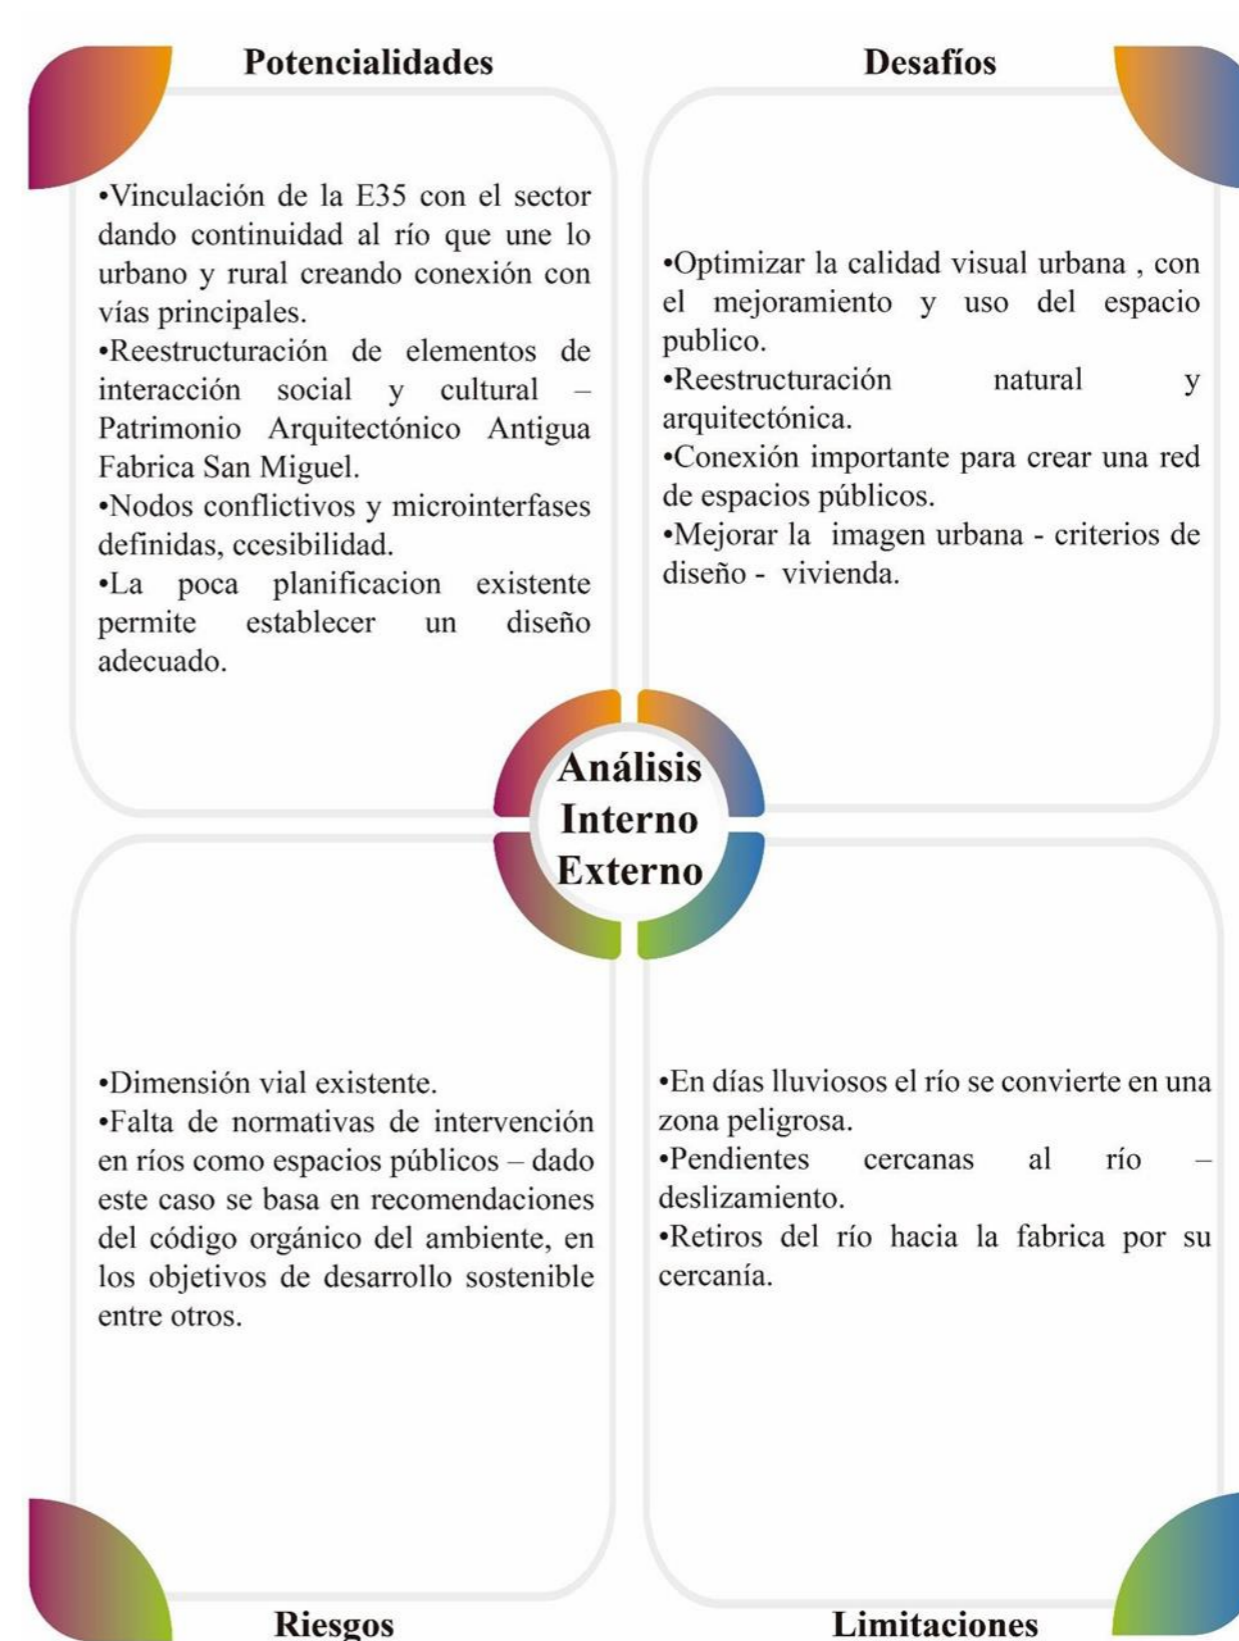 Potencialidades
•Vinculación de la E35 con el sector
dando continuidad al río que une lo
urbano y rural creando conexión con
vías principales.
•Reestructuración de elementos de
interacción social y cultural –
Patrimonio Arquitectónico Antigua
Fabrica San Miguel.
•Nodos conflictivos y microinterfases
definidas, ccesibilidad.
•La poca planificacion existente
permite establecer un diseño
adecuado.
Desafíos
•Optimizar la calidad visual urbana , con
el mejoramiento y uso del espacio
publico.
•Reestructuración natural y
arquitectónica.
•Conexión importante para crear una red
de espacios públicos.
•Mejorar la imagen urbana - criterios de
diseño - vivienda.
Análisis
Interno
Externo
•Dimensión vial existente.
•Falta de normativas de intervención
en ríos como espacios públicos – dado
este caso se basa en recomendaciones
del código orgánico del ambiente, en
los objetivos de desarrollo sostenible
entre otros.
Riesgos
•En días lluviosos el río se convierte en una
zona peligrosa.
•Pendientes cercanas al río –
deslizamiento.
•Retiros del río hacia la fabrica por su
cercanía.
Limitaciones